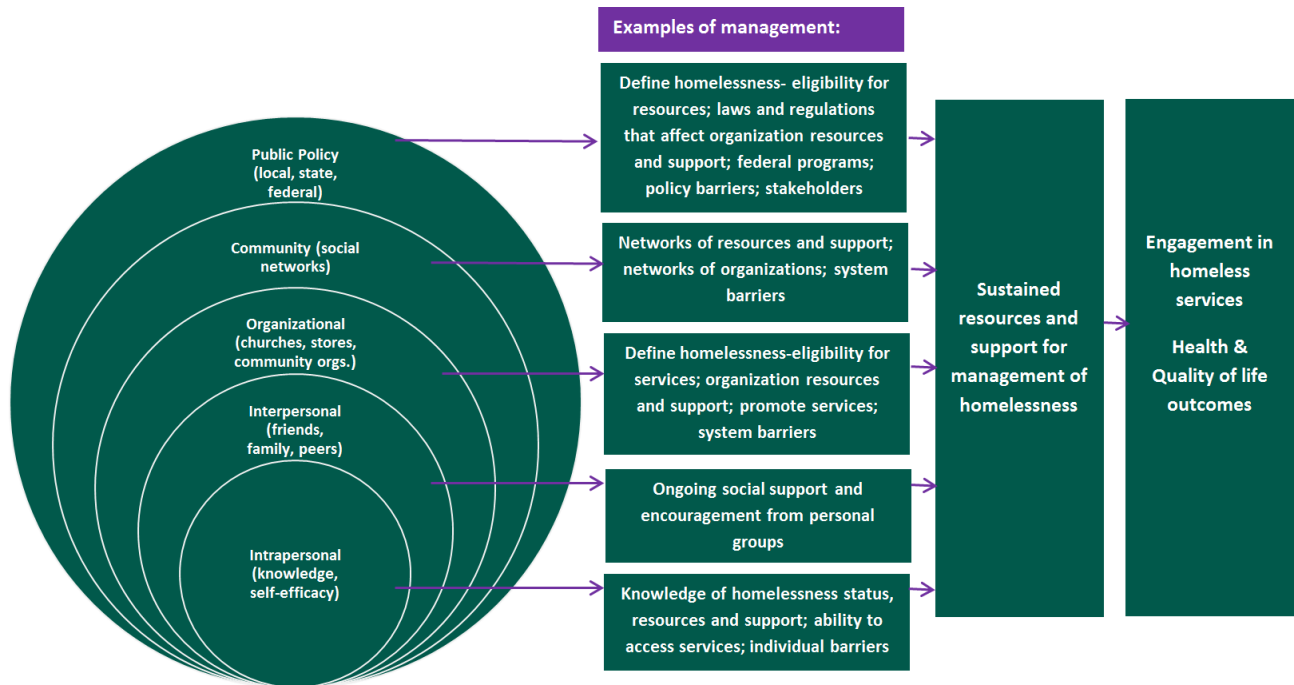 Examples of management:
Public Policy
(local, state,
federal)
Community (social
networks)
Organizational
(churches, stores,
community orgs.)
Interpersonal
(friends,
family, peers)
Intrapersonal
(knowledge,
self-efficacy)
Define homelessness- eligibility for
resources; laws and regulations
that affect organization resources
and support; federal programs;
policy barriers; stakeholders
Networks of resources and support;
networks of organizations; system
barriers
Define homelessness-eligibility for
services; organization resources
and support; promote services;
system barriers
Ongoing social support and
encouragement from personal
groups
Knowledge of homelessness status,
resources and support; ability to
access services; individual barriers
Sustained
resources and
support for
management of
homelessness
Engagement in
homeless
services
Health &
Quality of life
outcomes